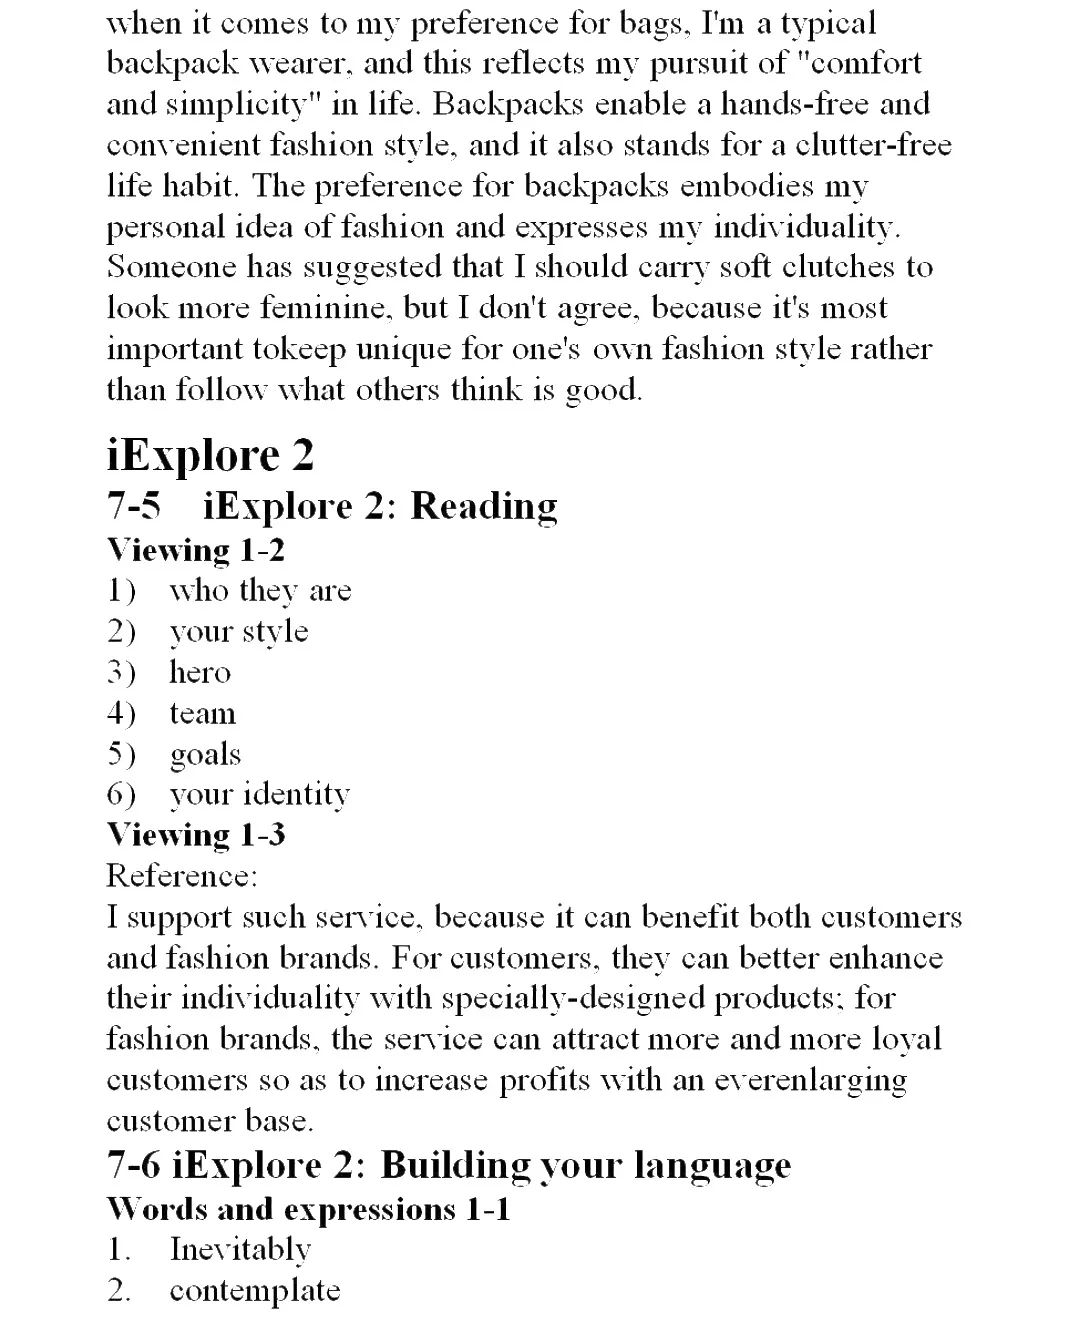 when it comes to my preference for bags, I'm a typical
backpack wearer, and this reflects my pursuit of "comfort
and simplicity" in life. Backpacks enable a hands-free and
convenient fashion style, and it also stands for a clutter-free
life habit. The preference for backpacks embodies my
personal idea of fashion and expresses my individuality.
Someone has suggested that I should carry soft clutches to
look more feminine, but I don't agree, because it's most
important tokeep unique for one's own fashion style rather
than follow what others think is good.
iExplore 2
7-5 iExplore 2: Reading
Viewing 1-2
1) who they are
2) your style
3) hero
4) team
5) goals
6) your identity
Viewing 1-3
Reference:
I support such service, because it can benefit both customers
and fashion brands. For customers, they can better enhance
their individuality with specially-designed products; for
fashion brands, the service can attract more and more loyal
customers so as to increase profits with an everenlarging
customer base.
7-6 iExplore 2: Building your language
Words and expressions 1-1
1. Inevitably
2. contemplate